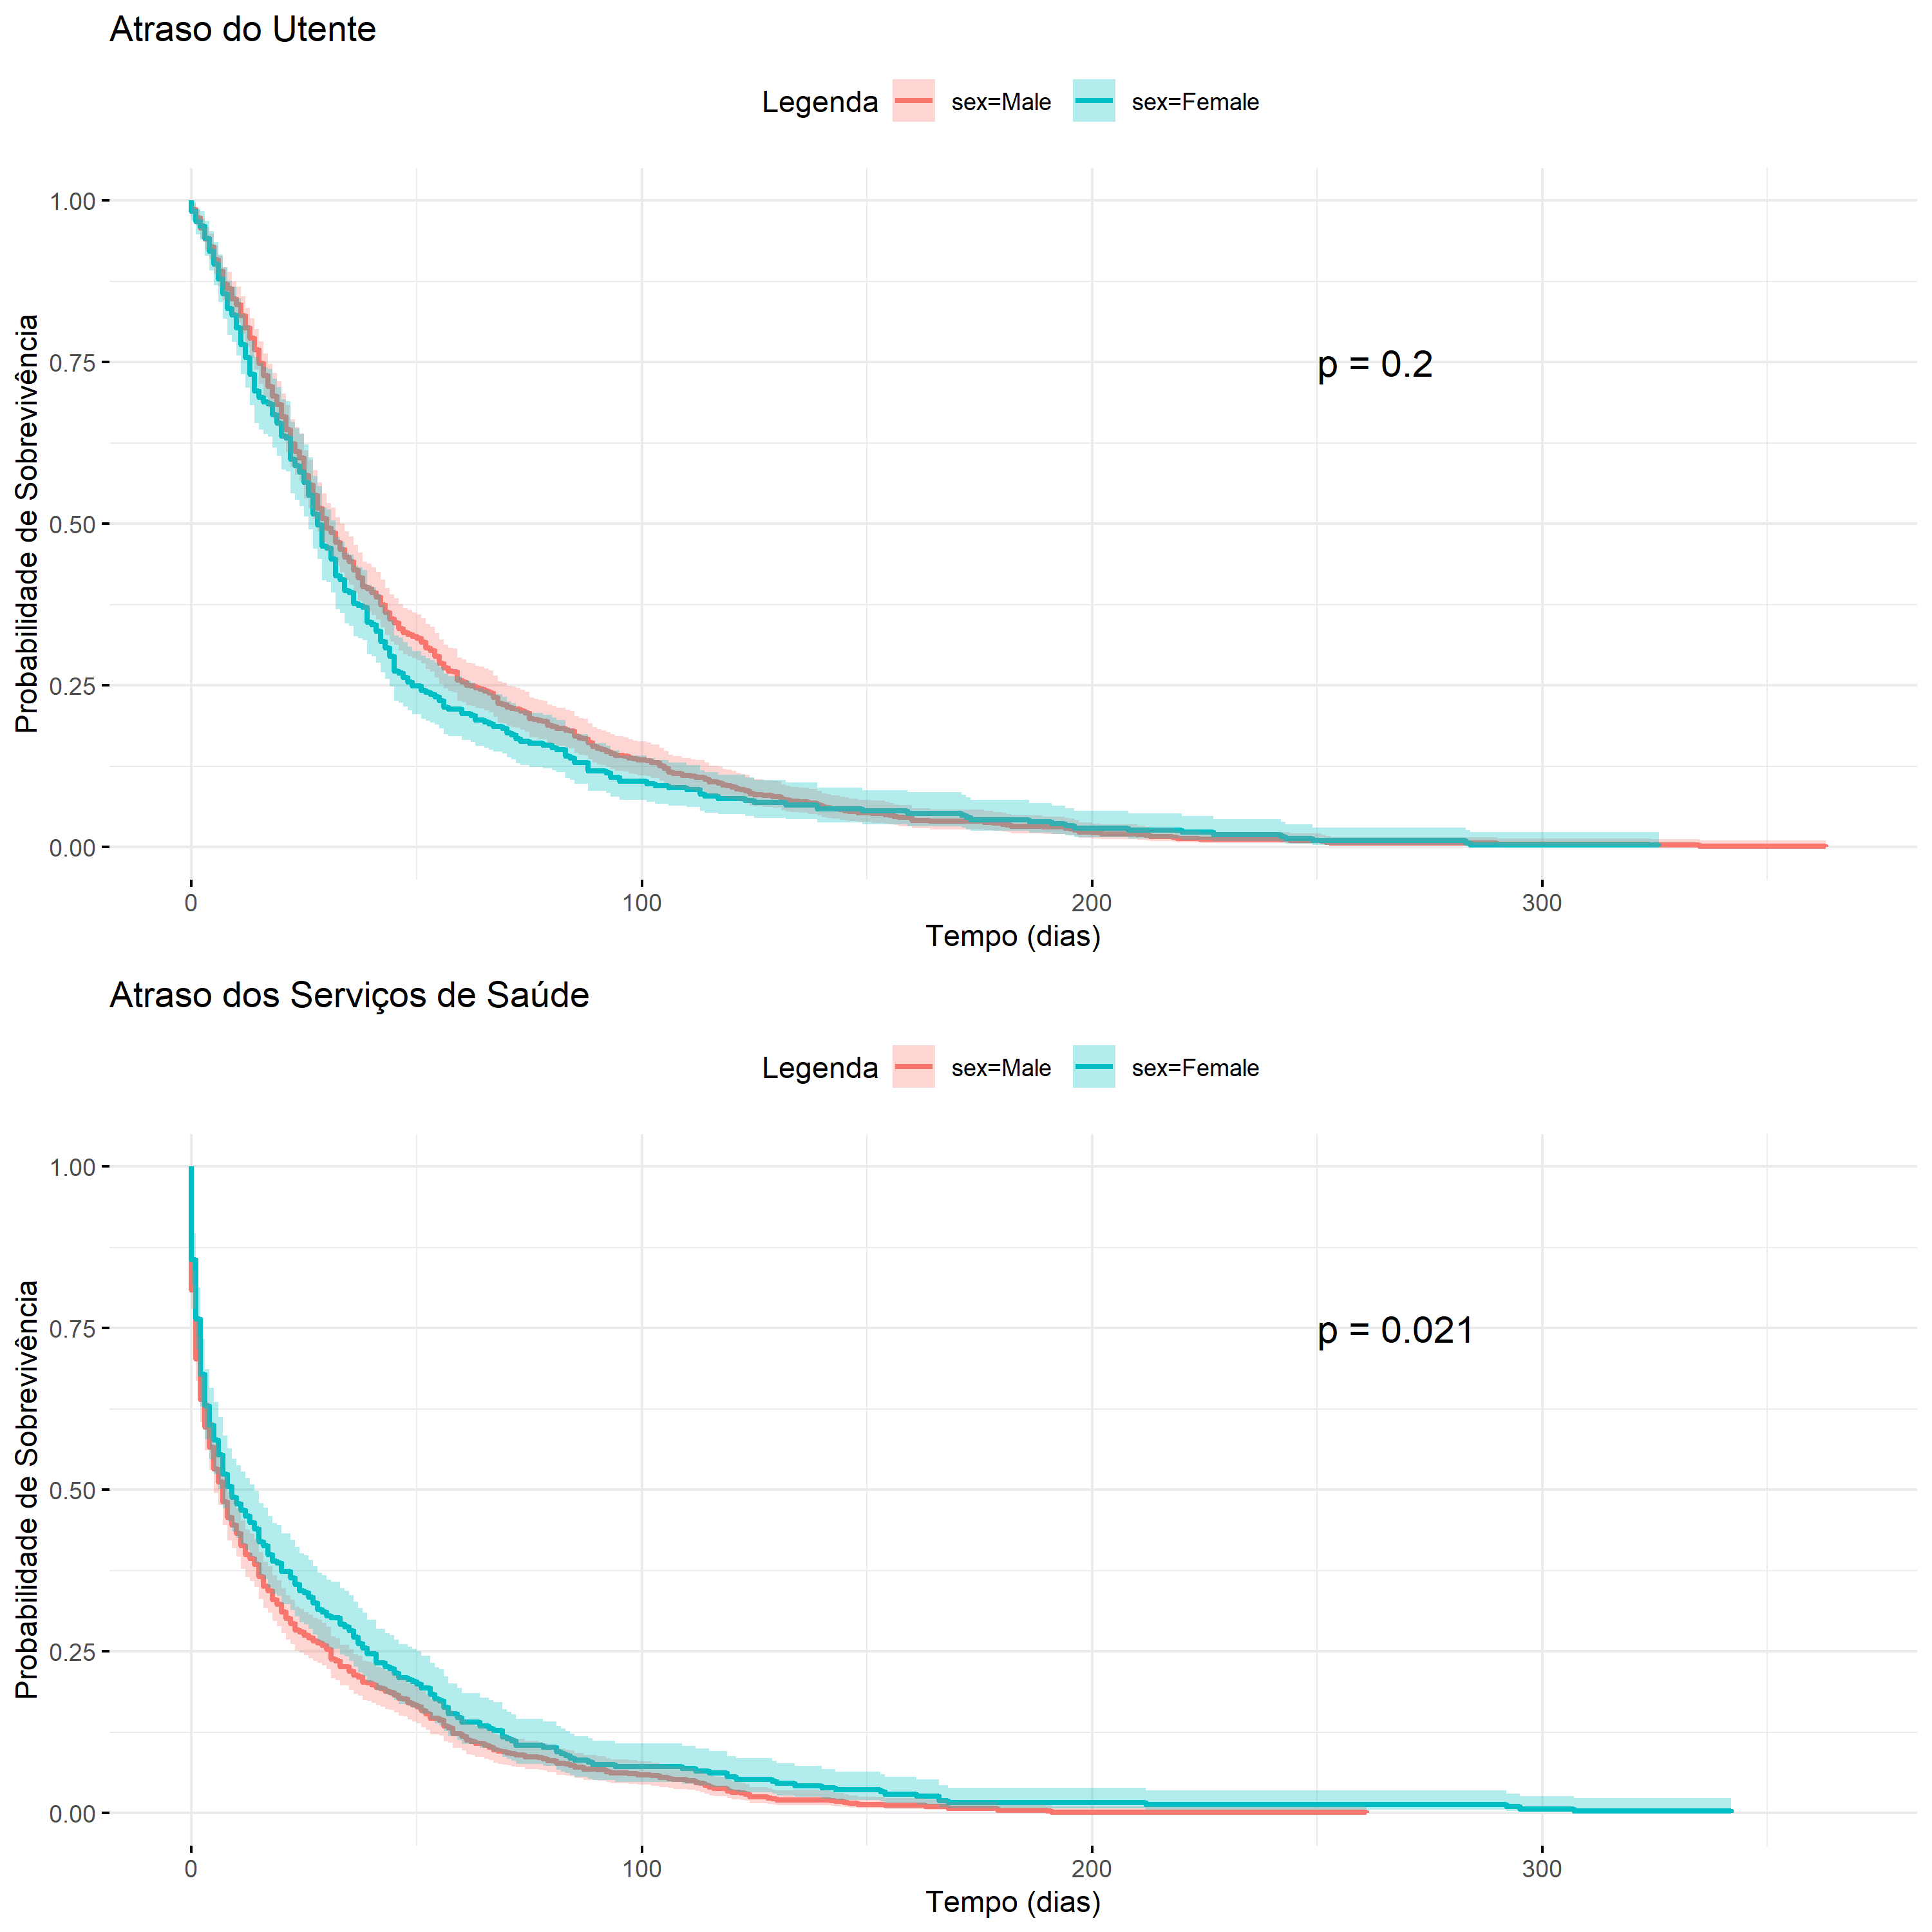 Atraso do Utente
Legenda sex=Male sex=Female
Probabilidade de Sobrevivência
1.00
0.75
0.50
0.25
0.00
p = 0.2
0 100 200 300
Tempo (dias)
Atraso dos Serviços de Saúde
Legenda sex=Male sex=Female
Probabilidade de Sobrevivência
1.00
0.75
0.50
0.25
0.00
p = 0.021
0 100 200 300
Tempo (dias)